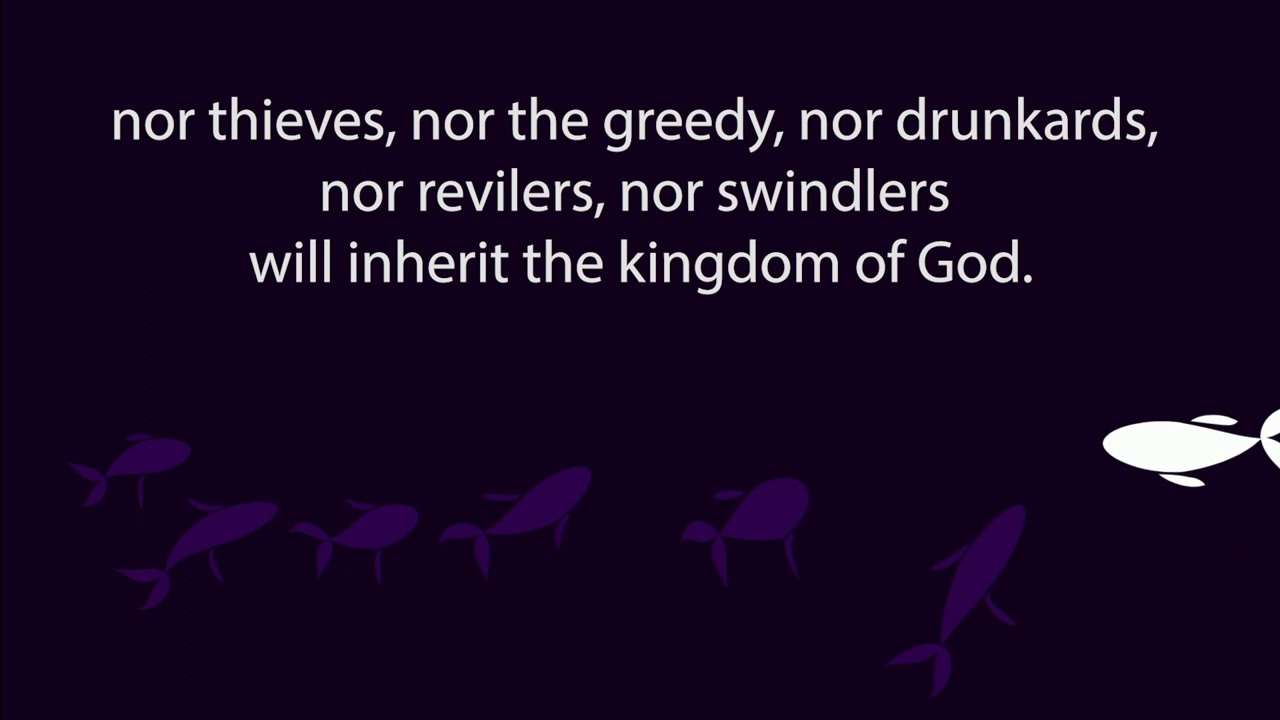 nor thieves, nor the greedy, nor drunkards,
nor revilers, nor swindlers
will inherit the kingdom of God.